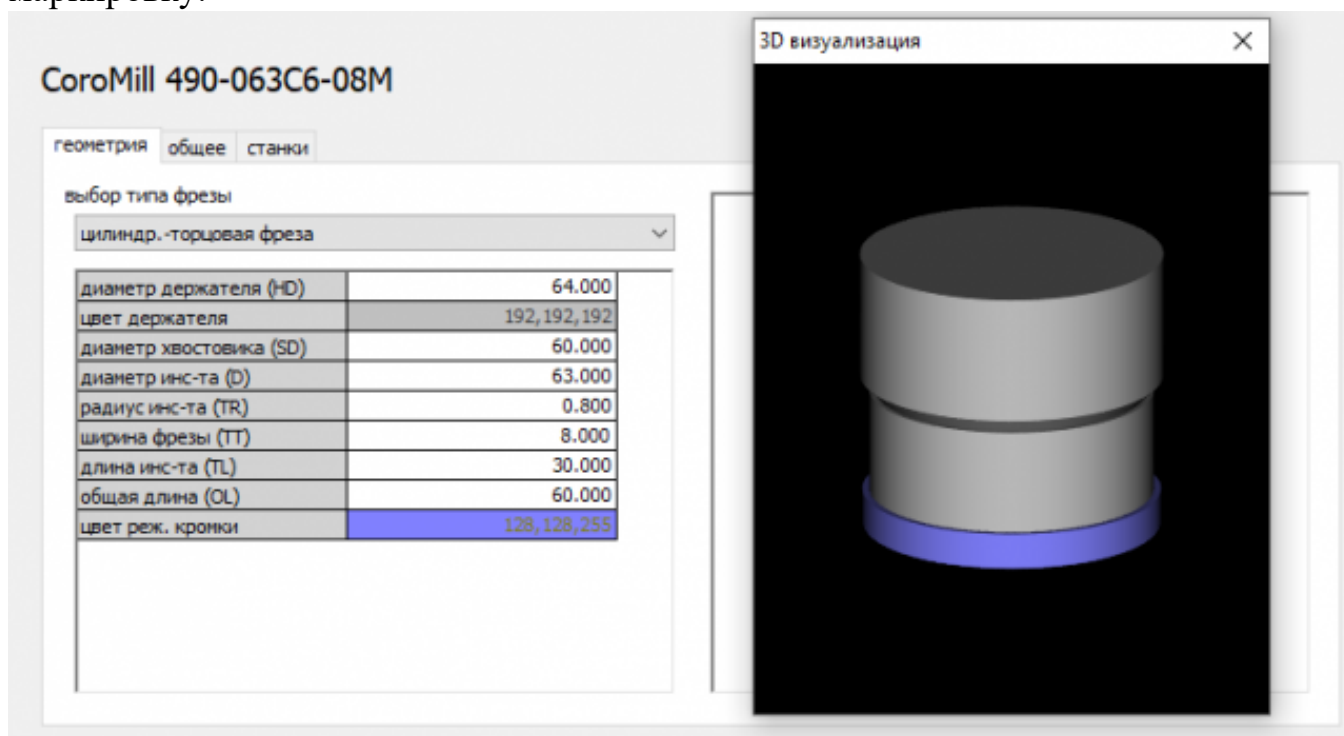 маркировку.
3D визуализация
CoroMill 490-063C6-08M
геометрия общее станки
выбор типа фрезы
цилиндр.-торцовая фреза
диаметр держателя (HD) 64.000
цвет держателя 192,192,192
диаметр хвостовика (SD) 60.000
диаметр инс-та (D) 63.000
радиус инс-та (TR) 0.800
ширина фрезы (TT) 8.000
длина инс-та (TL) 30.000
общая длина (OL) 60.000
цвет реж. кромки 128,128,255